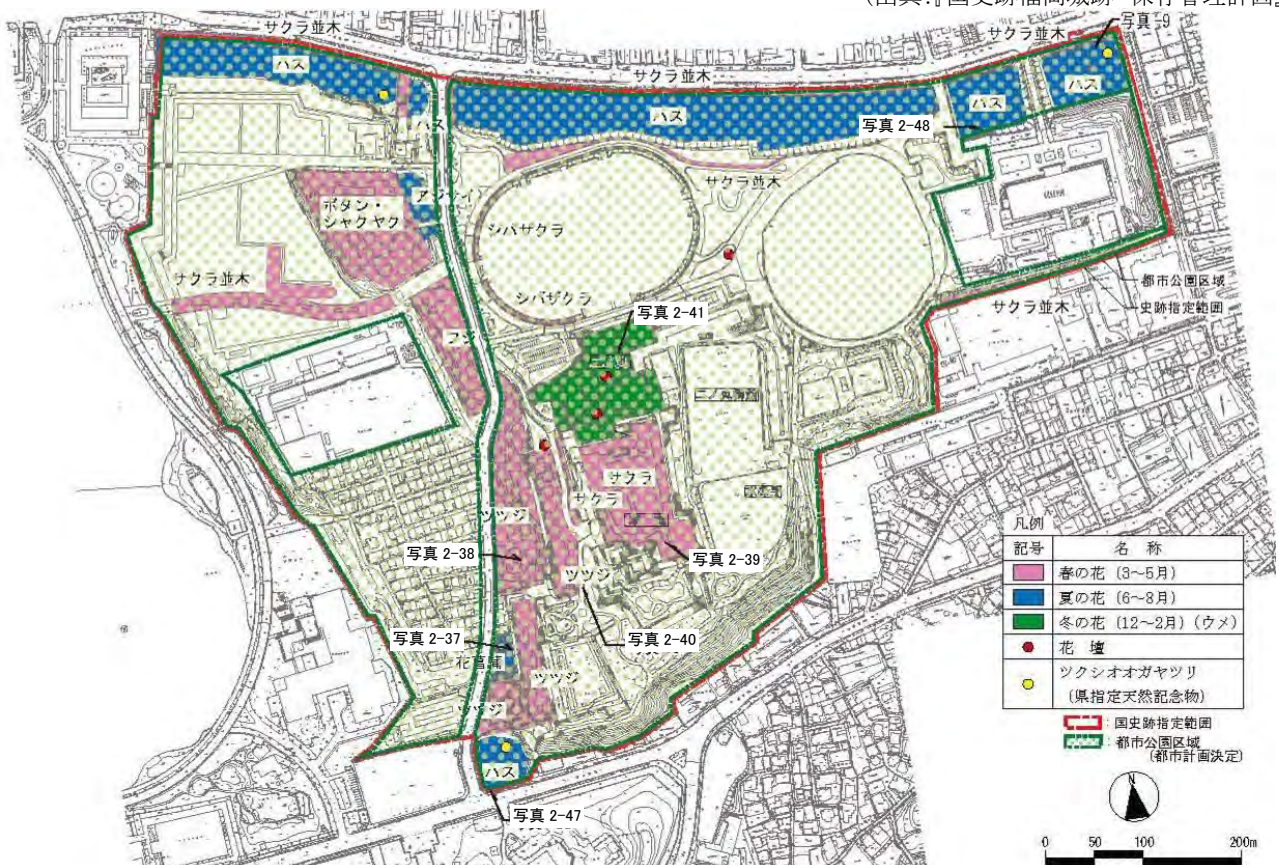 (出典:『国史跡福岡城跡 保存管理計画
サクラ並木
サクラ並木
写真-9
サクラ並木
ハス
ハス
ハス
ハス
ハス
写真 2-48
サクラ並木
ボタン・
シャクヤク
アジサイ
シバザクラ
シバザクラ
サクラ並木
都市公園区域
史跡指定範囲
サクラ並木
写真 2-41
フジ
二ノ丸
サクラ
サクラ
ツツジ
写真 2-38
写真 2-39
ツツジ
写真 2-37
写真 2-40
花菖蒲
ツツジ
ツツジ
ハス
写真 2-47
凡例
記号 名称
春の花 (3~5月)
夏の花 (6~8月)
冬の花 (12~2月) (ウメ)
花壇
ツクシオオガヤツリ
(県指定天然記念物)
:国史跡指定範囲
:都市公園区域
(都市計画決定)
N
0 50 100 200m